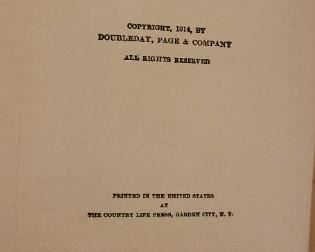 COPYRIGHT, 1914, BY
DOUBLEDAY, PAGE & COMPANY
ALL RIGHTS RESERVED
PRINTED IN THE UNITED STATES
AT
THE COUNTRY LIFE PRESS, GARDEN CITY, N. Y.